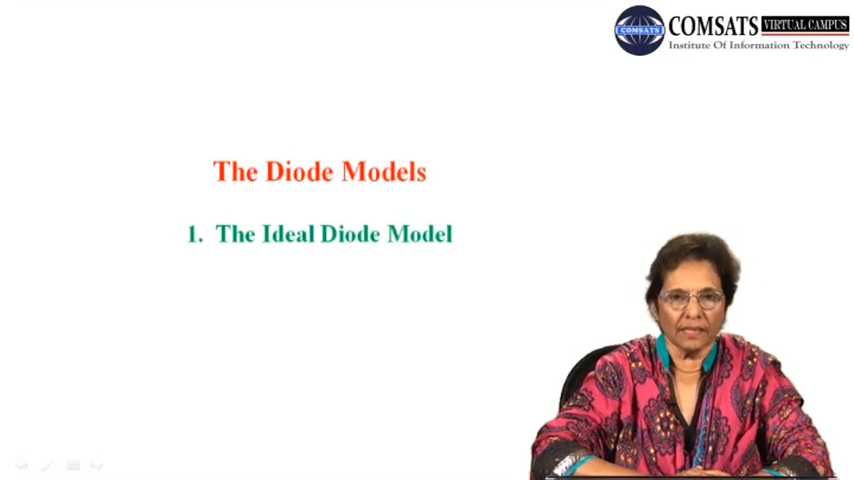 COMSATS VIRTUAL CAMPUS
COMSATS
Institute Of Information Technology
The Diode Models
1. The Ideal Diode Model